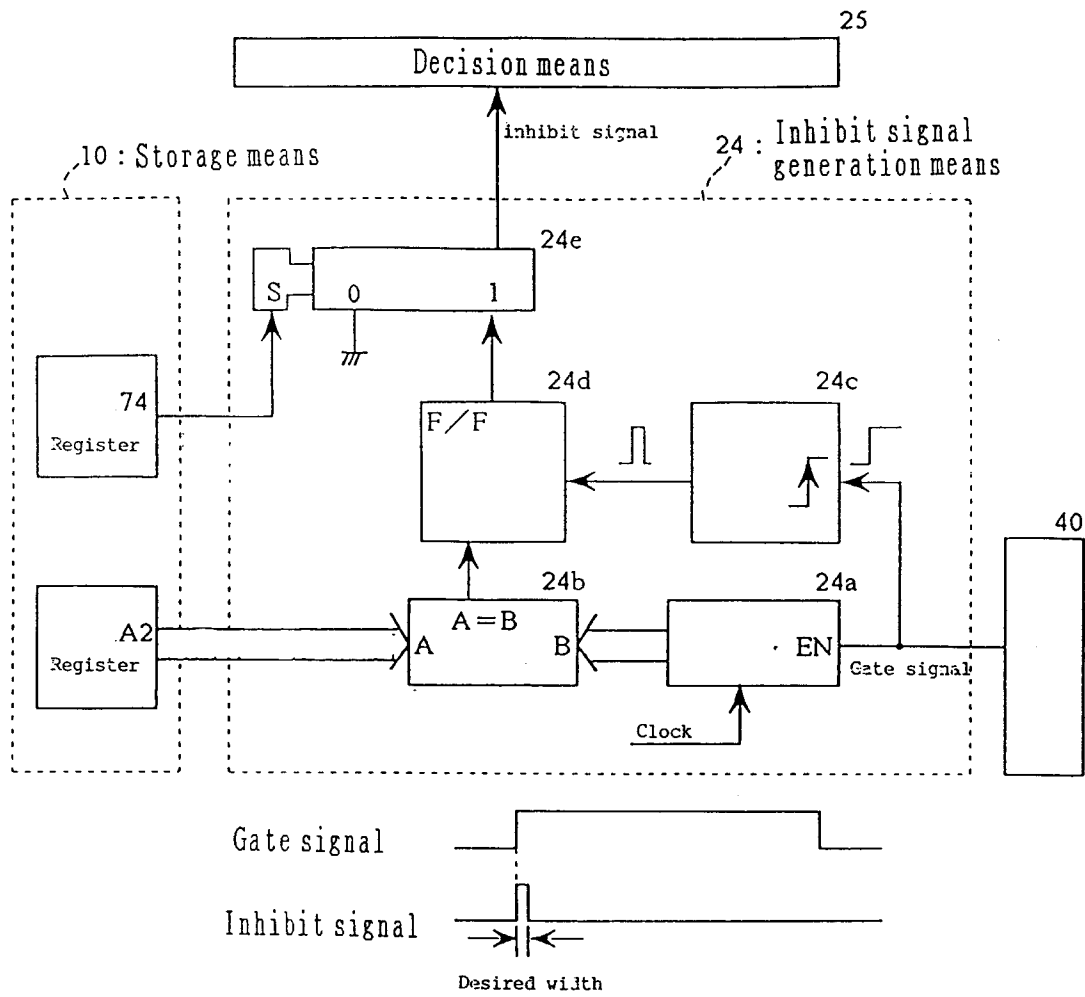 25
Decision means
inhibit signal
10 : Storage means
24 : Inhibit signal
generation means
24e
S 0 1
74
Register
24d
F/F
24c
40
A2
Register
24b
A=B
A B
24a
EN
Gate signal
Clock
Gate signal
Inhibit signal
Desired width